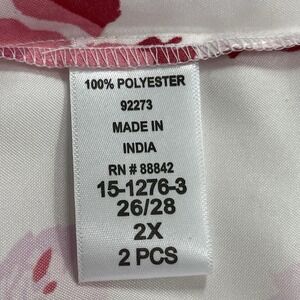 100% POLYESTER
92273
MADE IN
INDIA
RN # 88842
15-1276-3
26/28
2X
2 PCS